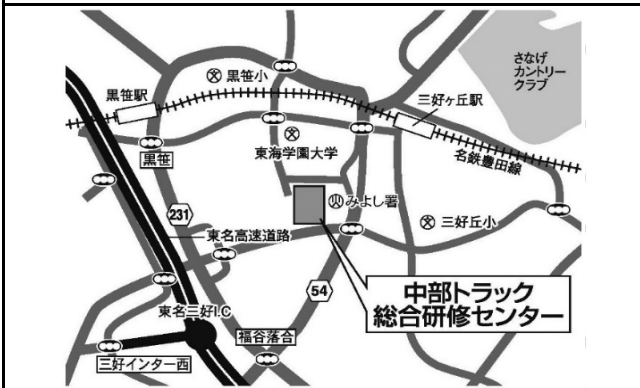 さなげ
カントリー
クラブ
黒笹小
黒笹駅
三好ヶ丘駅
東海学園大学
名鉄豊田線
黒笹
みよし署
231
三好丘小
東名高速道路
54
中部トラック
総合研修センター
東名三好I.C
福谷落合
三好インター西